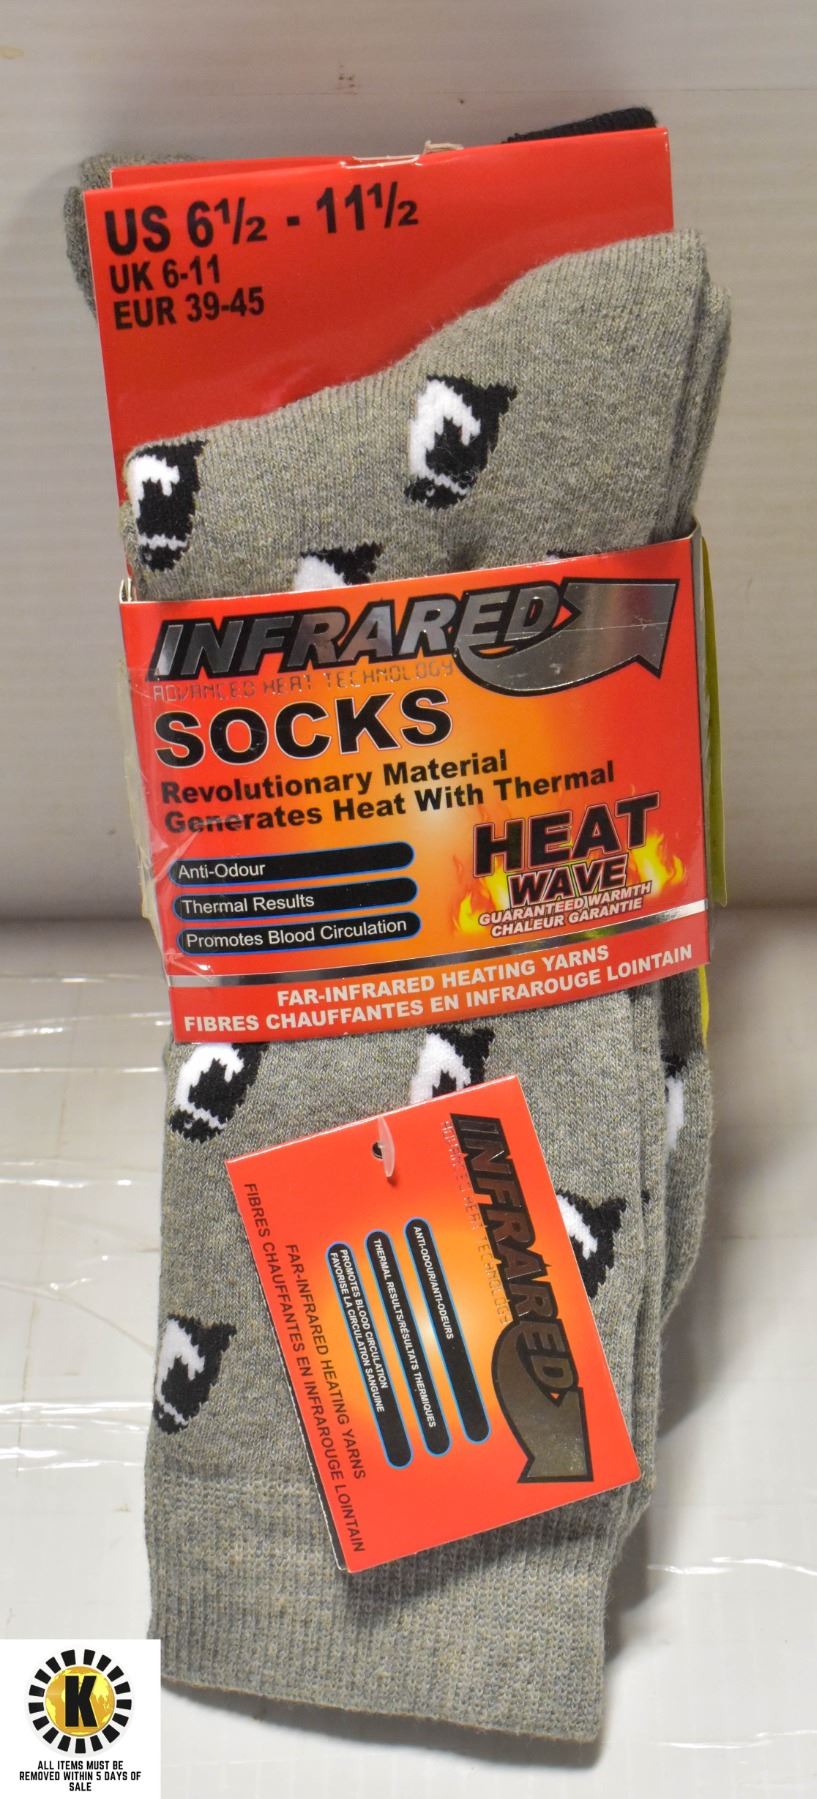 US 6½ - 11½
UK 6-11
EUR 39-45
INFRARED
ADVANCED HEAT TECHNOLOGY
SOCKS
Revolutionary Material
Generates Heat With Thermal
Anti-Odour
Thermal Results
Promotes Blood Circulation
HEAT
WAVE
GUARANTEED WARMTH
CHALEUR GARANTIE
FAR-INFRARED HEATING YARNS
FIBRES CHAUFFANTES EN INFRAROUGE LOINTAIN
INFRARED
ADVANCED HEAT TECHNOLOGY
ANTI-ODOUR/ANTI-ODEURS
THERMAL RESULTS/RÉSULTATS THERMIQUES
PROMOTES BLOOD CIRCULATION
FAVORISE LA CIRCULATION SANGUINE
FAR-INFRARED HEATING YARNS
FIBRES CHAUFFANTES EN INFRAROUGE LOINTAIN
K
ALL ITEMS MUST BE
REMOVED WITHIN 5 DAYS OF
SALE